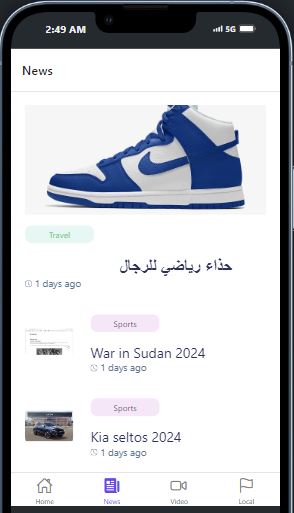 2:49 AM
5G
News
Travel
حذاء رياضي للرجال
1 days ago
Sports
War in Sudan 2024
1 days ago
Sports
Kia seltos 2024
1 days ago
Home News Video Local